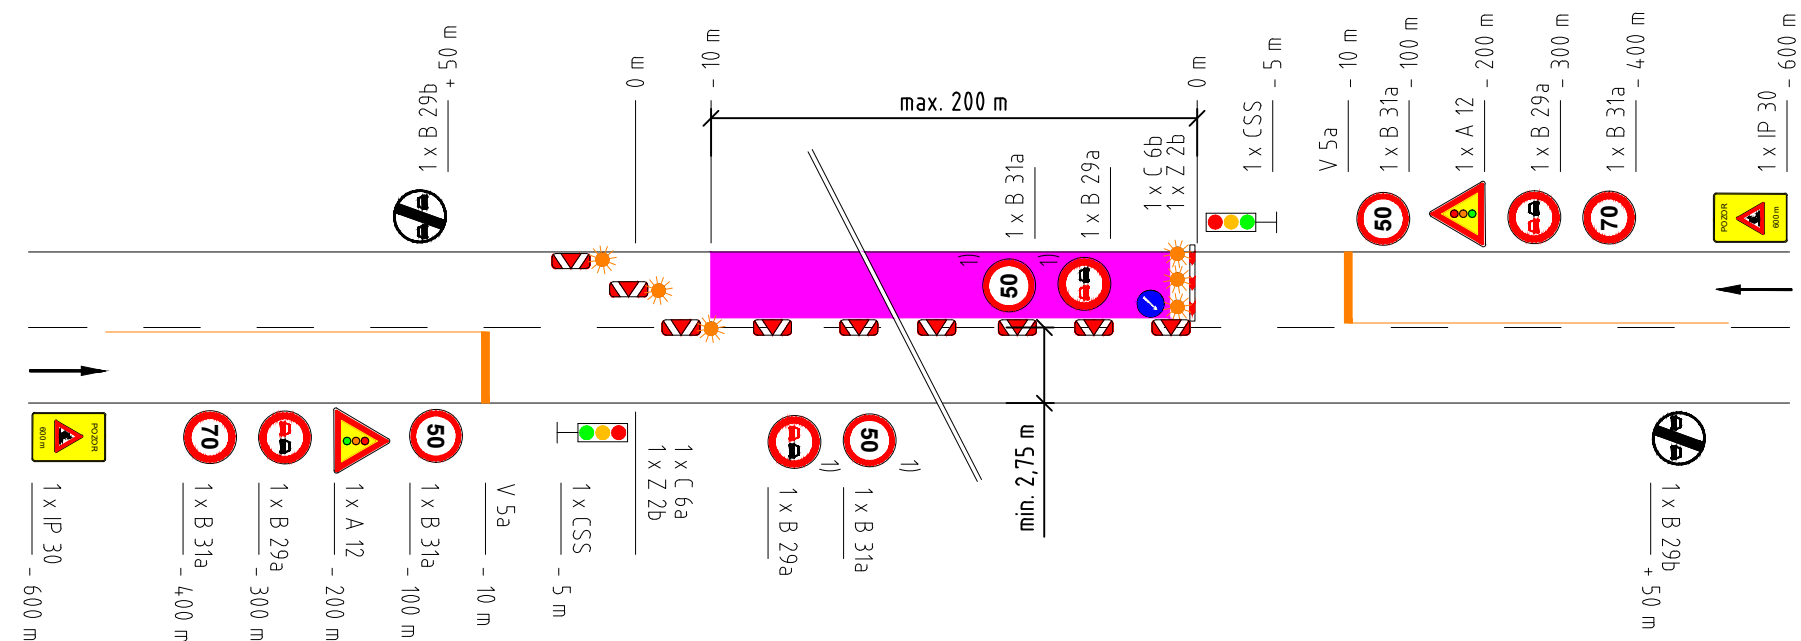 1 x B 29b
+ 50 m
0 m
- 10 m
max. 200 m
0 m
1 x B 31a
1 x B 29a
1 x C 6b
1 x Z 2b
1 x CSS
- 5 m
V 5a
- 10 m
1 x B 31a
- 100 m
1 x A 12
- 200 m
1 x B 29a
- 300 m
1 x B 31a
- 400 m
1 x IP 30
- 600 m
50
70
POZOR
600 m
1)
50
1)
POZOR
600 m
70
50
1)
50
1)
min. 2,75 m
1 x IP 30
- 600 m
1 x B 31a
- 400 m
1 x B 29a
- 300 m
1 x A 12
- 200 m
1 x B 31a
- 100 m
V 5a
- 10 m
1 x CSS
- 5 m
1 x C 6a
1 x Z 2b
1 x B 29a
1 x B 31a
1 x B 29b
+ 50 m